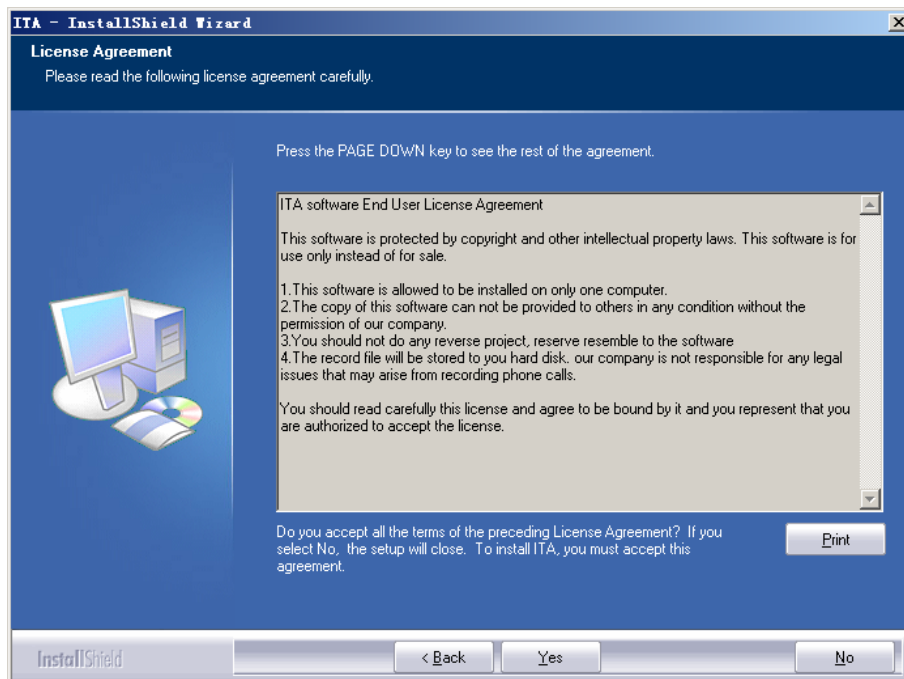 ITA - InstallShield Wizard
License Agreement
Please read the following license agreement carefully.
Press the PAGE DOWN key to see the rest of the agreement.
ITA software End User License Agreement
This software is protected by copyright and other intellectual property laws. This software is for
use only instead of for sale.
1.This software is allowed to be installed on only one computer.
2.The copy of this software can not be provided to others in any condition without the
permission of our company.
3.You should not do any reverse project, reserve resemble to the software
4.The record file will be stored to you hard disk. our company is not responsible for any legal
issues that may arise from recording phone calls.
You should read carefully this license and agree to be bound by it and you represent that you
are authorized to accept the license.
Do you accept all the terms of the preceding License Agreement? If you
select No, the setup will close. To install ITA, you must accept this
agreement.
Print
InstallShield
< Back
Yes
No